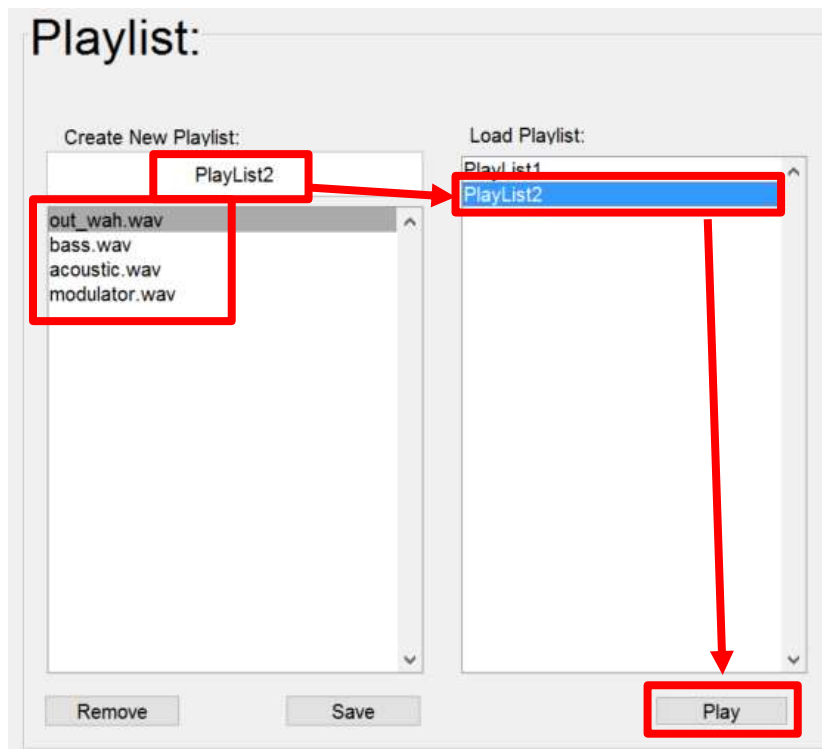 Playlist:
Create New Playlist:
PlayList2
out_wah.wav
bass.wav
acoustic.wav
modulator.wav
Remove
Save
Load Playlist:
PlayList1
PlayList2
Play